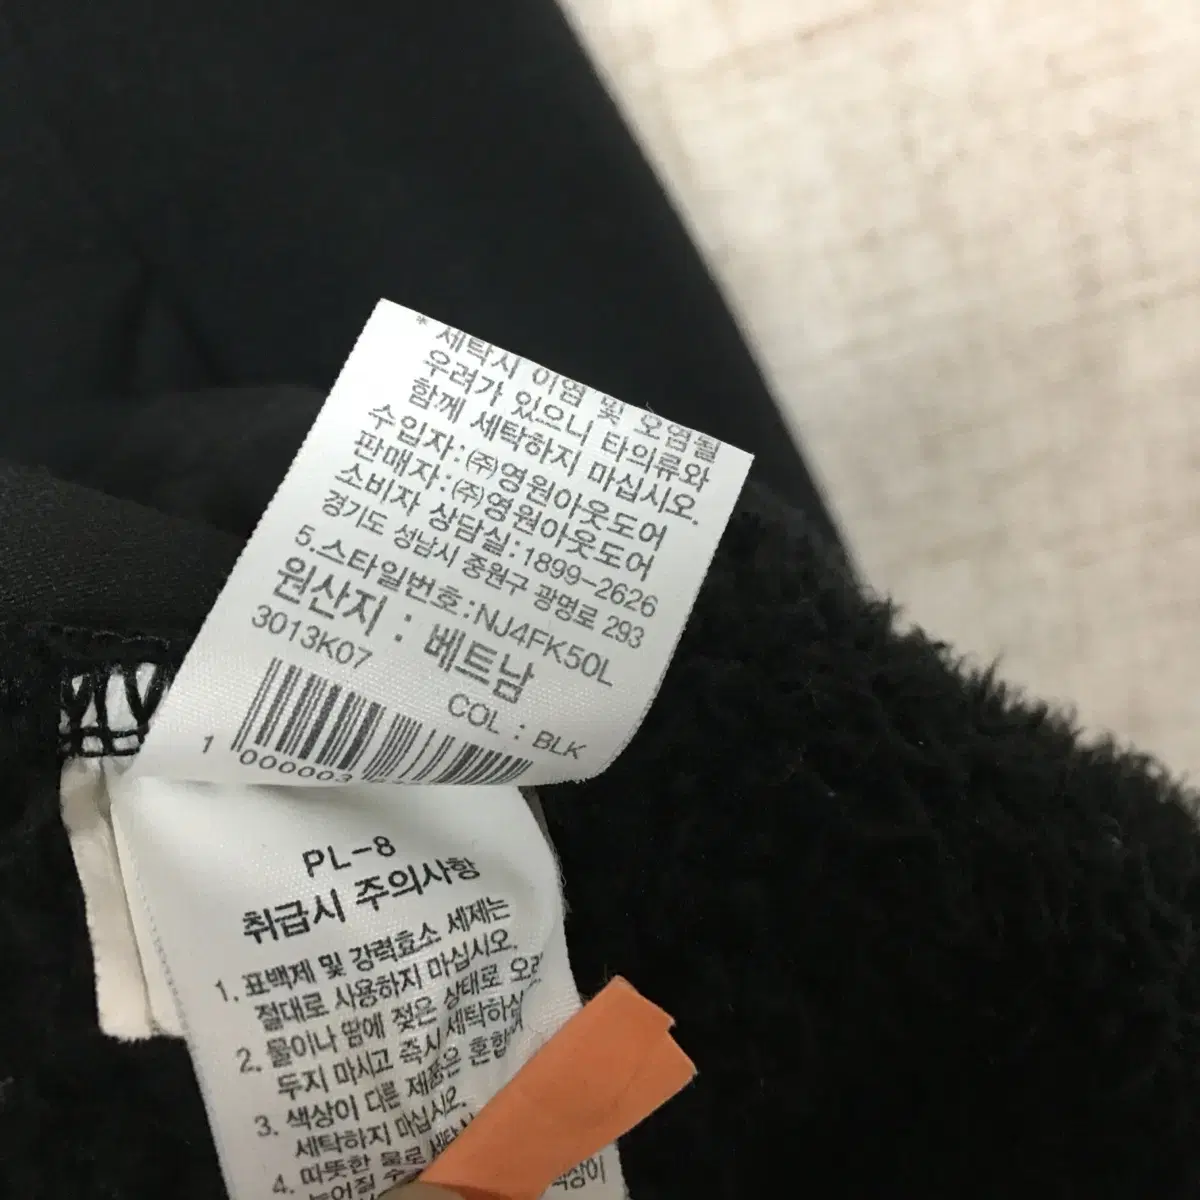 * 세탁시 이염 및 오염될
우려가 있으니 타의류와
함께 세탁하지 마십시오.
수입자:(주)영원아웃도어
판매자:(주)영원아웃도어
소비자 상담실:1899-2626
경기도 성남시 중원구 광명로 293
5.스타일번호:NJ4FK50L
원산지 : 베트남
3013K07
COL : BLK
1 000003
PL-8
취급시 주의사항
1. 표백제 및 강력효소 세제는
절대로 사용하지 마십시오.
2. 물이나 땀에 젖은 상태로 오래
두지 마시고 즉시 세탁하십
3. 색상이 다른 제품은 혼합
세탁하지 마십시오.
4. 따뜻한 물로 세탁
색상이